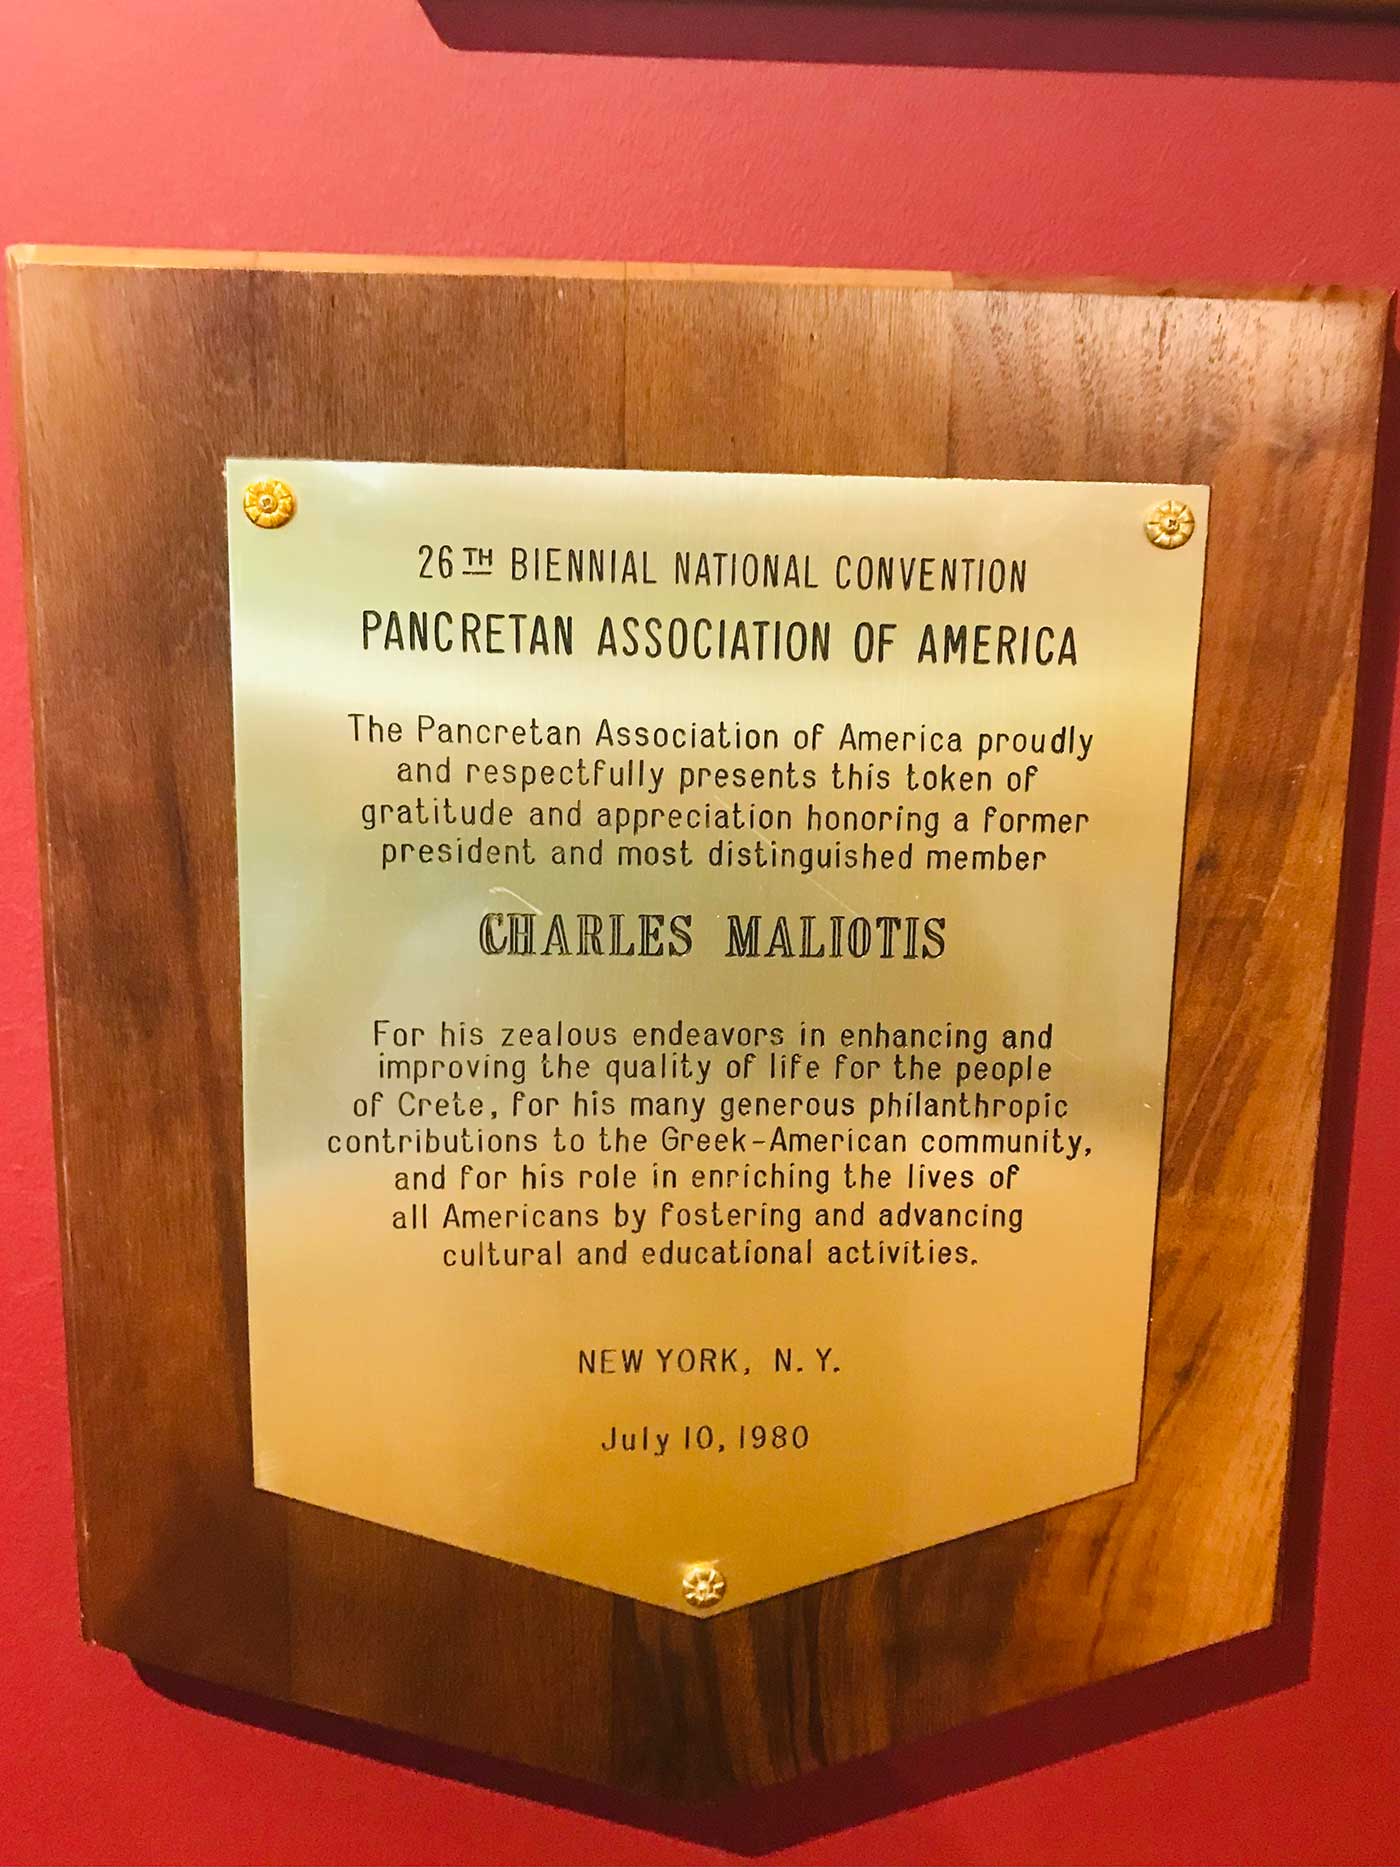 26TH BIENNIAL NATIONAL CONVENTION
PANCRETAN ASSOCIATION OF AMERICA
The Pancretan Association of America proudly
and respectfully presents this token of
gratitude and appreciation honoring a former
president and most distinguished member
CHARLES MALIOTIS
For his zealous endeavors in enhancing and
improving the quality of life for the people
of Crete, for his many generous philanthropic
contributions to the Greek-American community,
and for his role in enriching the lives of
all Americans by fostering and advancing
cultural and educational activities.
NEW YORK, N.Y.
July 10, 1980